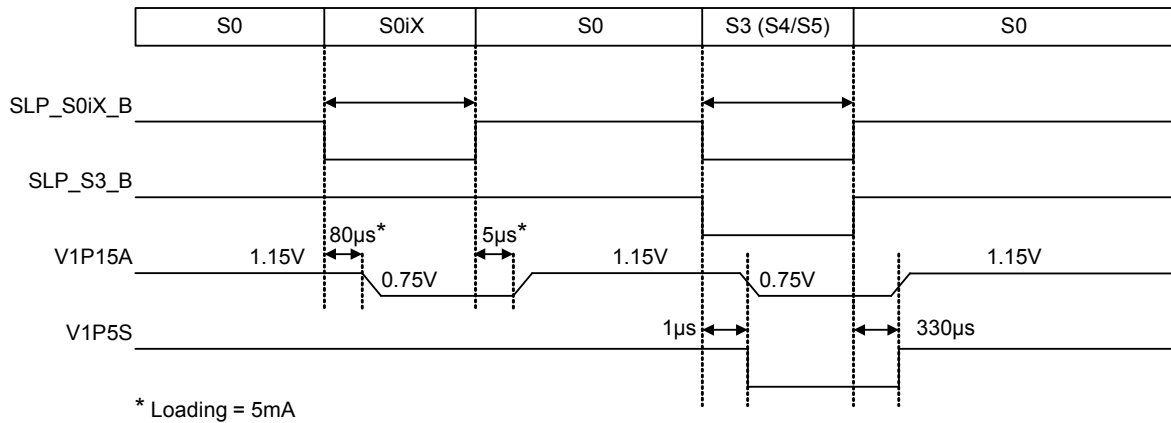 S0 S0iX S0 S3 (S4/S5) S0
SLP_S0iX_B
SLP_S3_B
80µs* 5µs*
V1P15A 1.15V 0.75V 1.15V 0.75V 1.15V
V1P5S 1µs 330µs
* Loading = 5mA